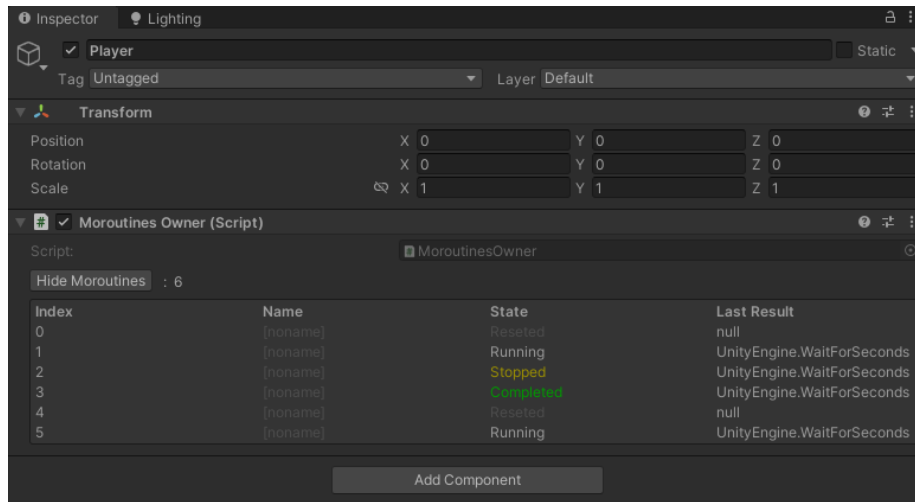 Inspector Lighting
Player Static
Tag Untagged Layer Default
Transform
Position X 0 Y 0 Z 0
Rotation X 0 Y 0 Z 0
Scale X 1 Y 1 Z 1
# Moroutines Owner (Script)
Script: # MoroutinesOwner
Hide Moroutines : 6
Index Name State Last Result
0 [noname] Reseted null
1 [noname] Running UnityEngine.WaitForSeconds
2 [noname] Stopped UnityEngine.WaitForSeconds
3 [noname] Completed UnityEngine.WaitForSeconds
4 [noname] Reseted null
5 [noname] Running UnityEngine.WaitForSeconds
Add Component